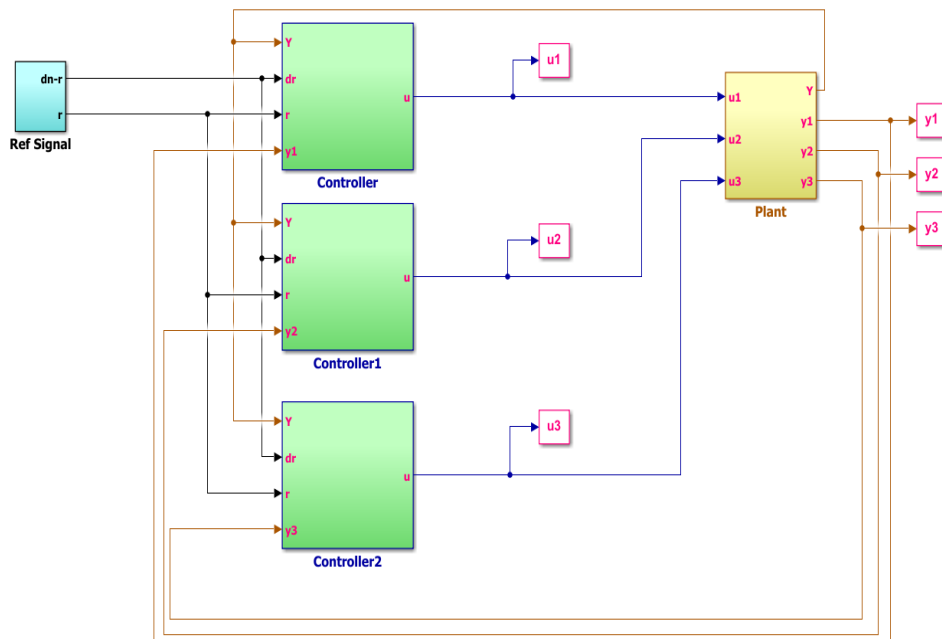 dn-r
r
Ref Signal
Y
dr
r
y1
u
Controller
u1
u1
u2
u3
Y
y1
y2
y3
Plant
y1
y2
y3
Y
dr
r
y2
u
Controller1
u2
Y
dr
r
y3
u
Controller2
u3